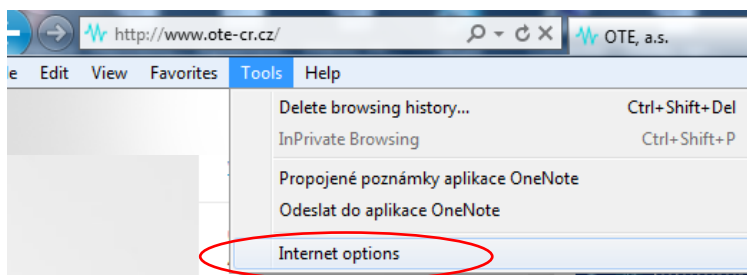 http://www.ote-cr.cz/
OTE, a.s.
Edit View Favorites Tools Help
Delete browsing history... Ctrl+Shift+Del
InPrivate Browsing Ctrl+Shift+P
Propojené poznámky aplikace OneNote
Odeslat do aplikace OneNote
Internet options